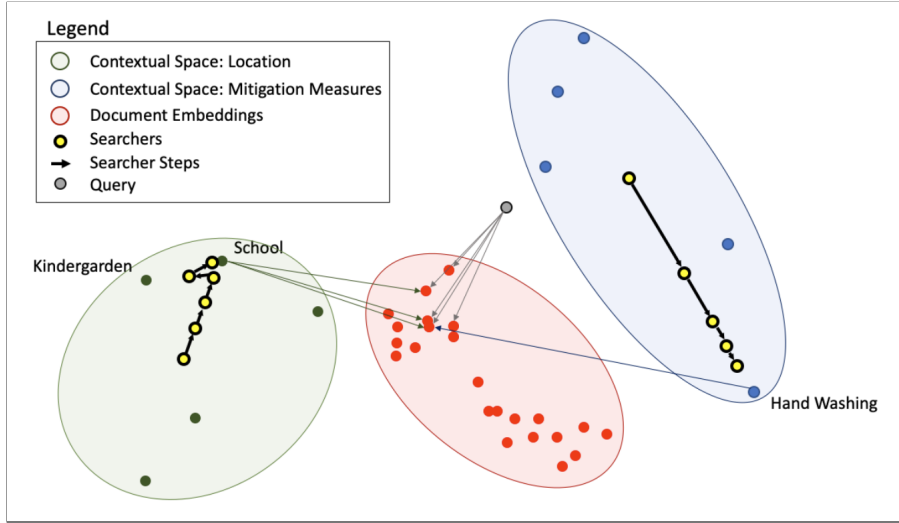 Legend
Contextual Space: Location
Contextual Space: Mitigation Measures
Document Embeddings
Searchers
Searcher Steps
Query
School
Kindergarden
Hand Washing